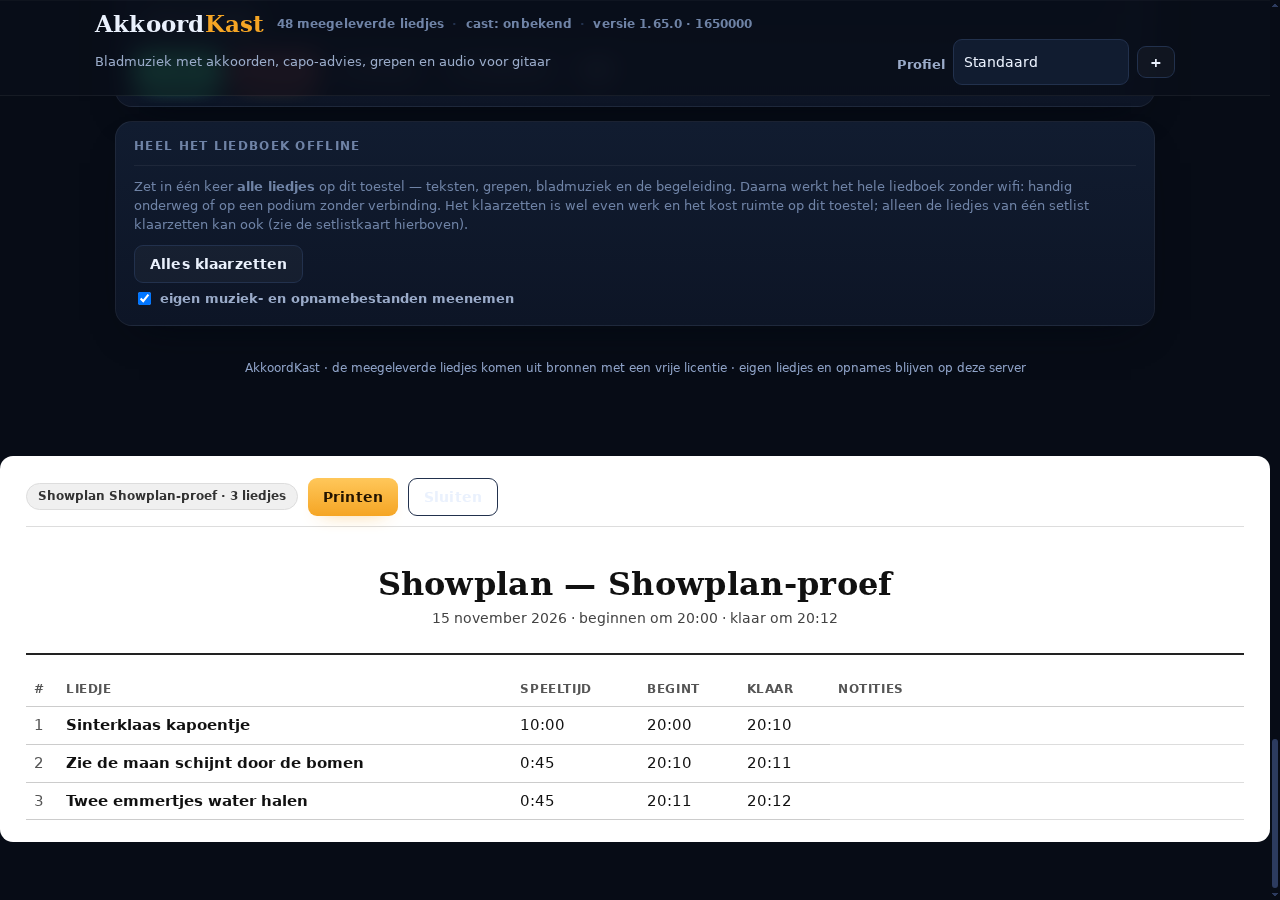 AkkoordKast 48 meegeleverde liedjes · cast: onbekend · versie 1.65.0 · 1650000
Bladmuziek met akkoorden, capo-advies, grepen en audio voor gitaar
Profiel Standaard +
HEEL HET LIEDBOEK OFFLINE
Zet in één keer alle liedjes op dit toestel — teksten, grepen, bladmuziek en de begeleiding. Daarna werkt het hele liedboek zonder wifi: handig
onderweg of op een podium zonder verbinding. Het klaarzetten is wel even werk en het kost ruimte op dit toestel; alleen de liedjes van één setlist
klaarzetten kan ook (zie de setlistkaart hierboven).
Alles klaarzetten
eigen muziek- en opnamebestanden meenemen
AkkoordKast · de meegeleverde liedjes komen uit bronnen met een vrije licentie · eigen liedjes en opnames blijven op deze server
Showplan Showplan-proef · 3 liedjes Printen Sluiten
Showplan — Showplan-proef
15 november 2026 · beginnen om 20:00 · klaar om 20:12
# LIEDJE SPEELTIJD BEGINT KLAAR NOTITIES
1 Sinterklaas kapoentje 10:00 20:00 20:10
2 Zie de maan schijnt door de bomen 0:45 20:10 20:11
3 Twee emmertjes water halen 0:45 20:11 20:12